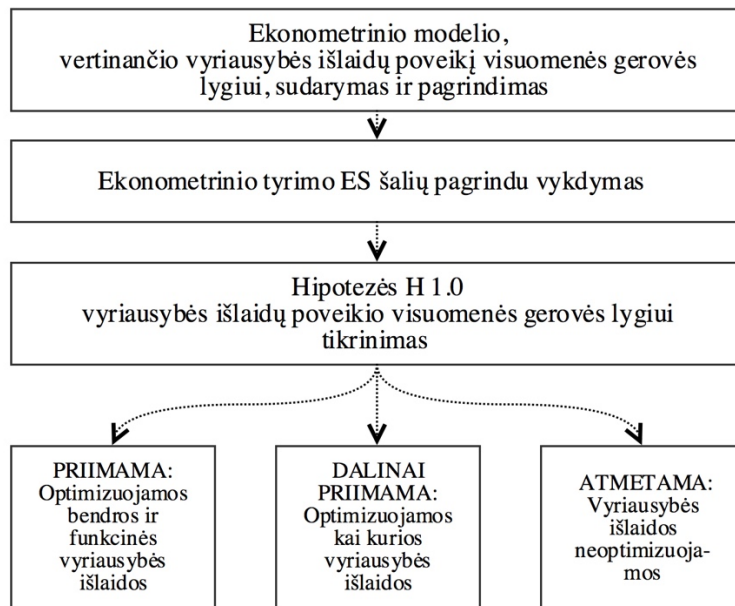 Ekonometrinio modelio,
vertinančio vyriausybės išlaidų poveikį visuomenės gerovės
lygiui, sudarymas ir pagrindimas
Ekonometrinio tyrimo ES šalių pagrindu vykdymas
Hipotezės H 1.0
vyriausybės išlaidų poveikio visuomenės gerovės lygiui
tikrinimas
PRIIMAMA:
Optimizuojamos
bendros ir
funkcinės
vyriausybės
išlaidos
DALINAI
PRIIMAMA:
Optimizuojamos
kai kurios
vyriausybės
išlaidos
ATMETAMA:
Vyriausybės
išlaidos
neoptimizuoja-
mos